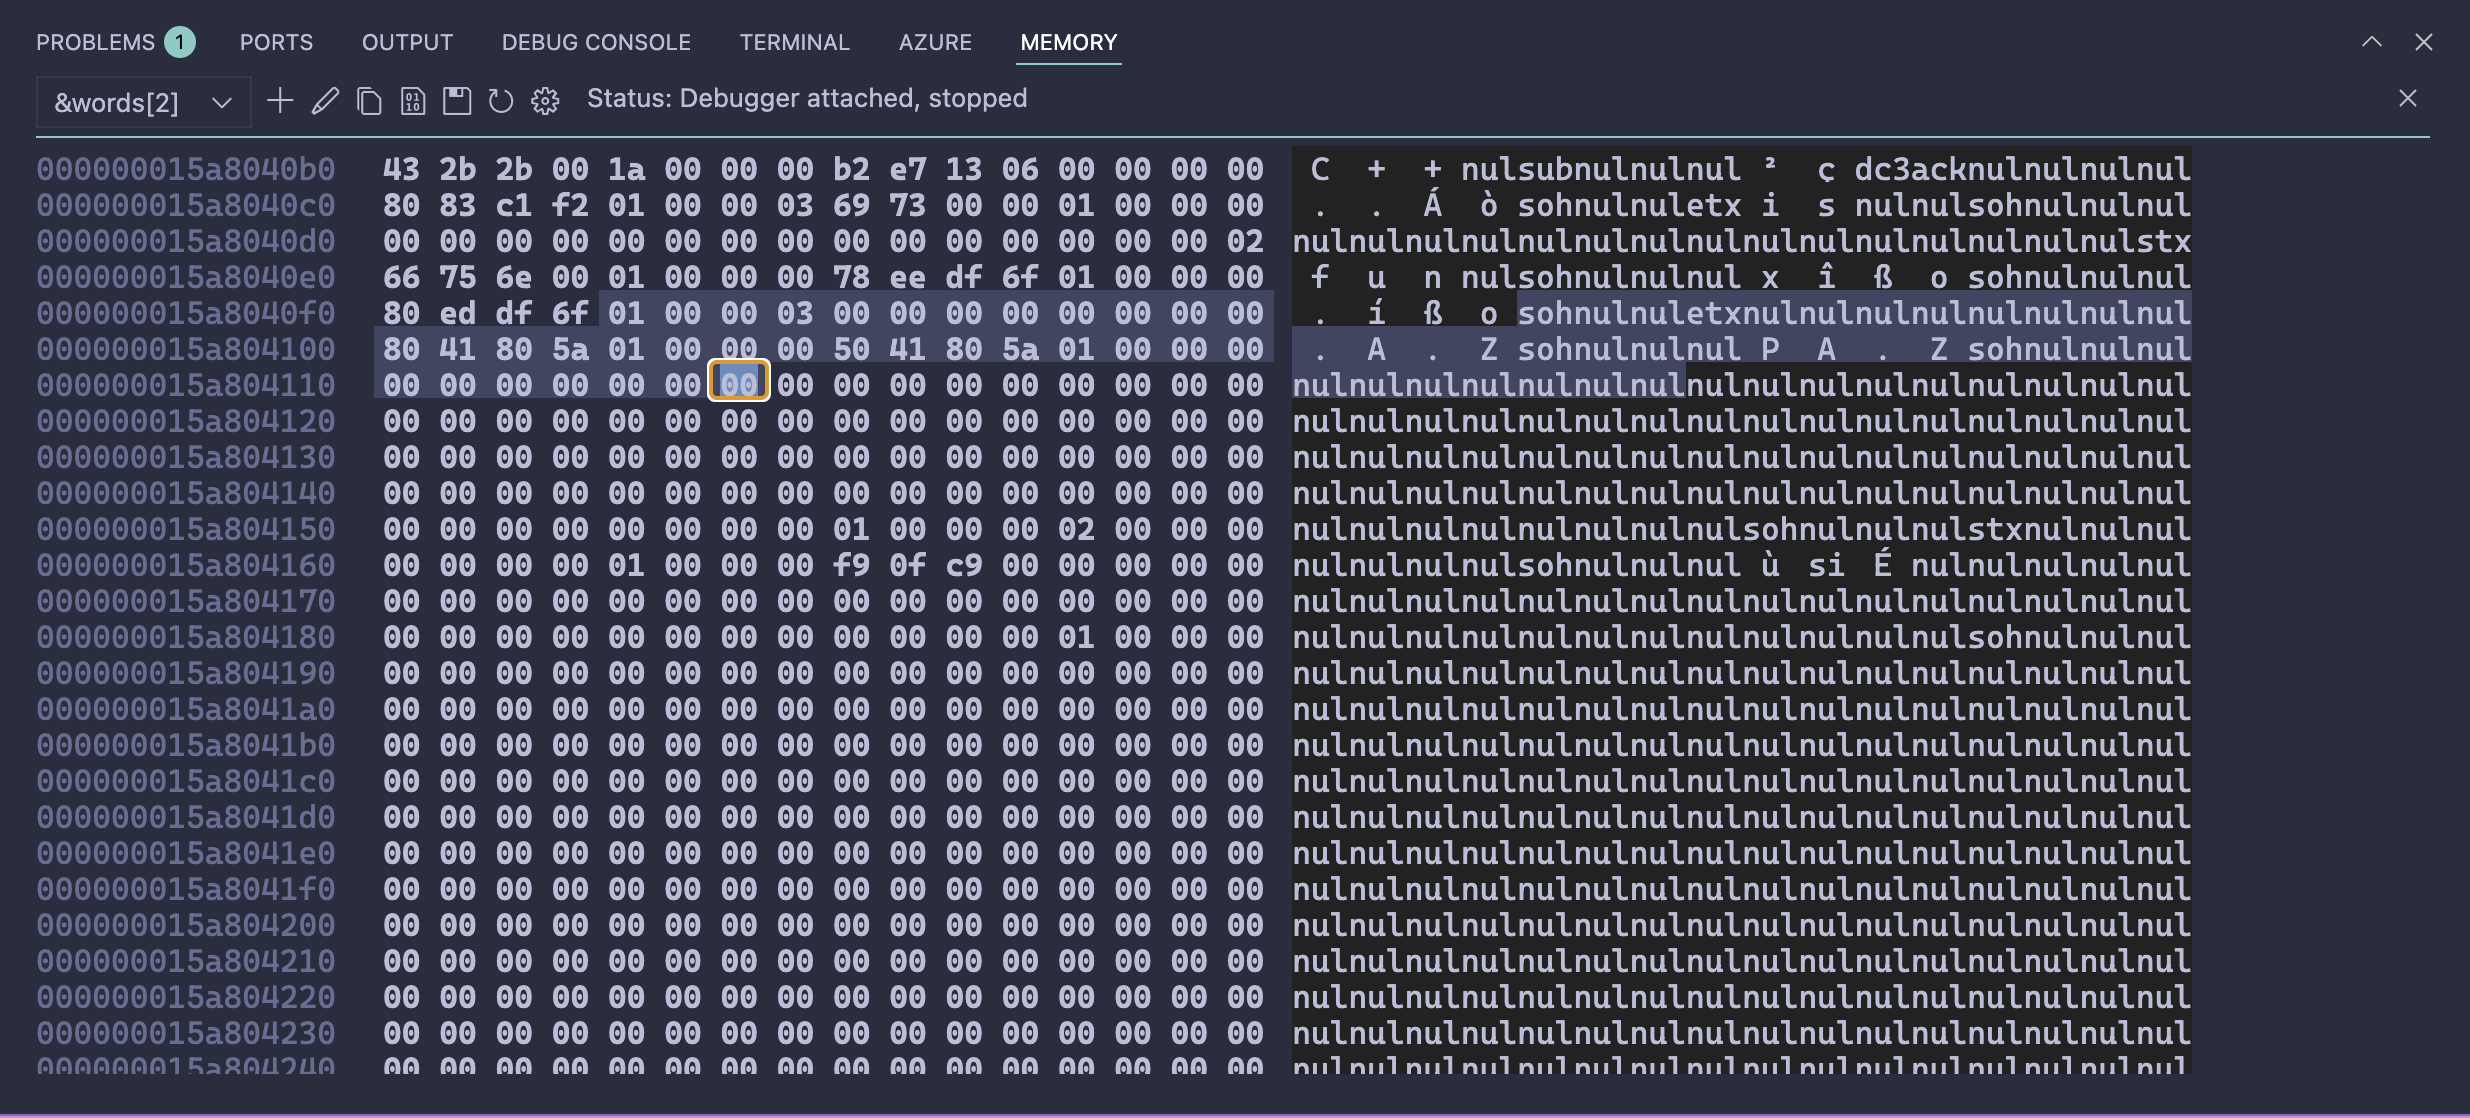 PROBLEMS 1 PORTS OUTPUT DEBUG CONSOLE TERMINAL AZURE MEMORY
&words[2] Status: Debugger attached, stopped
000000015a8040b0 43 2b 2b 00 1a 00 00 00 b2 e7 13 06 00 00 00 00 C + + nulsubnulnulnul ² ç dc3acknulnulnulnul
000000015a8040c0 80 83 c1 f2 01 00 00 03 69 73 00 00 01 00 00 00 . . Á ò sohnulnuletx i s nulnulsohnulnulnul
000000015a8040d0 00 00 00 00 00 00 00 00 00 00 00 00 00 00 00 02 nulnulnulnulnulnulnulnulnulnulnulnulnulnulnulstx
000000015a8040e0 66 75 6e 00 01 00 00 00 78 ee df 6f 01 00 00 00 f u n nulsohnulnulnul x î ß o sohnulnulnul
000000015a8040f0 80 ed df 6f 01 00 00 03 00 00 00 00 00 00 00 00 . í ß o sohnulnuletxnulnulnulnulnulnulnulnul
000000015a804100 80 41 80 5a 01 00 00 00 50 41 80 5a 01 00 00 00 . A . Z sohnulnulnul P A . Z sohnulnulnul
000000015a804110 00 00 00 00 00 00 00 00 00 00 00 00 00 00 00 00 nulnulnulnulnulnulnulnulnulnulnulnulnulnulnulnul
000000015a804120 00 00 00 00 00 00 00 00 00 00 00 00 00 00 00 00 nulnulnulnulnulnulnulnulnulnulnulnulnulnulnulnul
000000015a804130 00 00 00 00 00 00 00 00 00 00 00 00 00 00 00 00 nulnulnulnulnulnulnulnulnulnulnulnulnulnulnulnul
000000015a804140 00 00 00 00 00 00 00 00 00 00 00 00 00 00 00 00 nulnulnulnulnulnulnulnulnulnulnulnulnulnulnulnul
000000015a804150 00 00 00 00 00 00 00 00 01 00 00 00 02 00 00 00 nulnulnulnulnulnulnulnulsohnulnulnulstxnulnulnul
000000015a804160 00 00 00 00 01 00 00 00 f9 0f c9 00 00 00 00 00 nulnulnulnulsohnulnulnul ù si É nulnulnulnulnul
000000015a804170 00 00 00 00 00 00 00 00 00 00 00 00 00 00 00 00 nulnulnulnulnulnulnulnulnulnulnulnulnulnulnulnul
000000015a804180 00 00 00 00 00 00 00 00 00 00 00 00 01 00 00 00 nulnulnulnulnulnulnulnulnulnulnulnulsohnulnulnul
000000015a804190 00 00 00 00 00 00 00 00 00 00 00 00 00 00 00 00 nulnulnulnulnulnulnulnulnulnulnulnulnulnulnulnul
000000015a8041a0 00 00 00 00 00 00 00 00 00 00 00 00 00 00 00 00 nulnulnulnulnulnulnulnulnulnulnulnulnulnulnulnul
000000015a8041b0 00 00 00 00 00 00 00 00 00 00 00 00 00 00 00 00 nulnulnulnulnulnulnulnulnulnulnulnulnulnulnulnul
000000015a8041c0 00 00 00 00 00 00 00 00 00 00 00 00 00 00 00 00 nulnulnulnulnulnulnulnulnulnulnulnulnulnulnulnul
000000015a8041d0 00 00 00 00 00 00 00 00 00 00 00 00 00 00 00 00 nulnulnulnulnulnulnulnulnulnulnulnulnulnulnulnul
000000015a8041e0 00 00 00 00 00 00 00 00 00 00 00 00 00 00 00 00 nulnulnulnulnulnulnulnulnulnulnulnulnulnulnulnul
000000015a8041f0 00 00 00 00 00 00 00 00 00 00 00 00 00 00 00 00 nulnulnulnulnulnulnulnulnulnulnulnulnulnulnulnul
000000015a804200 00 00 00 00 00 00 00 00 00 00 00 00 00 00 00 00 nulnulnulnulnulnulnulnulnulnulnulnulnulnulnulnul
000000015a804210 00 00 00 00 00 00 00 00 00 00 00 00 00 00 00 00 nulnulnulnulnulnulnulnulnulnulnulnulnulnulnulnul
000000015a804220 00 00 00 00 00 00 00 00 00 00 00 00 00 00 00 00 nulnulnulnulnulnulnulnulnulnulnulnulnulnulnulnul
000000015a804230 00 00 00 00 00 00 00 00 00 00 00 00 00 00 00 00 nulnulnulnulnulnulnulnulnulnulnulnulnulnulnulnul
000000015a804240 00 00 00 00 00 00 00 00 00 00 00 00 00 00 00 00 nulnulnulnulnulnulnulnulnulnulnulnulnulnulnulnul